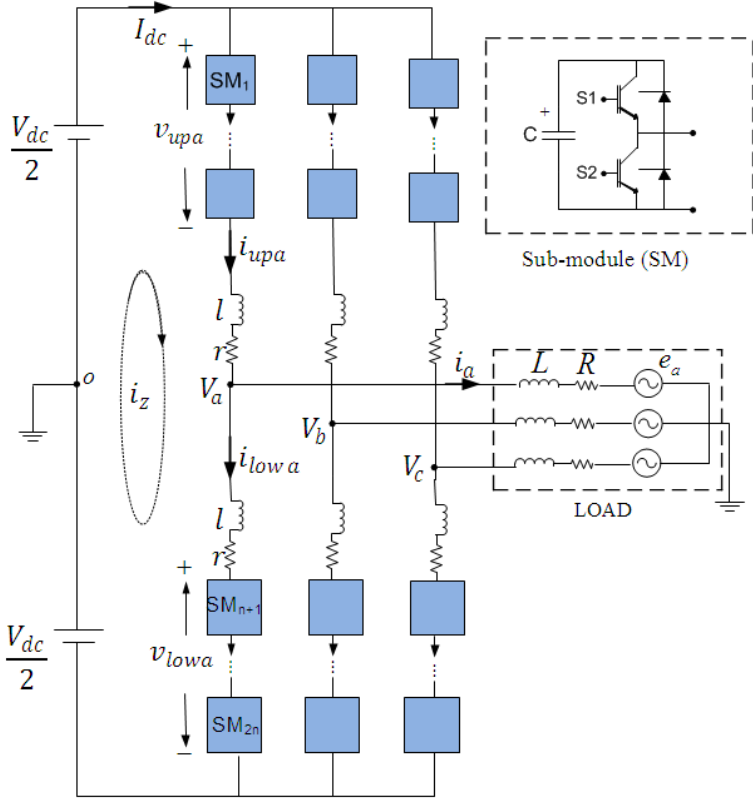 I_dc
+
SM₁
V_dc/2
v_upa
−
i_upa
l
r
o
i_z
V_a
i_a
L
R
e_a
V_b
V_c
i_low a
l
r
LOAD
+
SM_n+1
V_dc/2
v_lowa
SM_2n
−
S1
+
C
S2
Sub-module (SM)